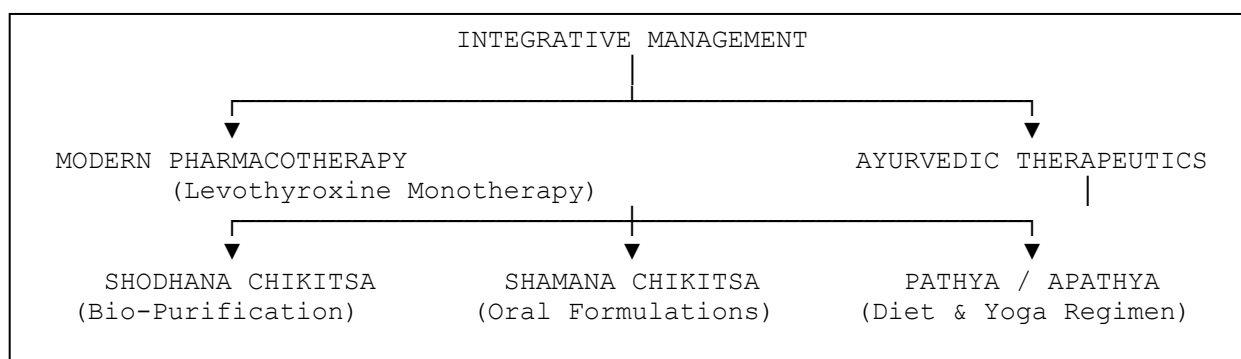 INTEGRATIVE MANAGEMENT
MODERN PHARMACOTHERAPY AYURVEDIC THERAPEUTICS
(Levothyroxine Monotherapy)
SHODHANA CHIKITSA SHAMANA CHIKITSA PATHYA / APATHYA
(Bio-Purification) (Oral Formulations) (Diet & Yoga Regimen)